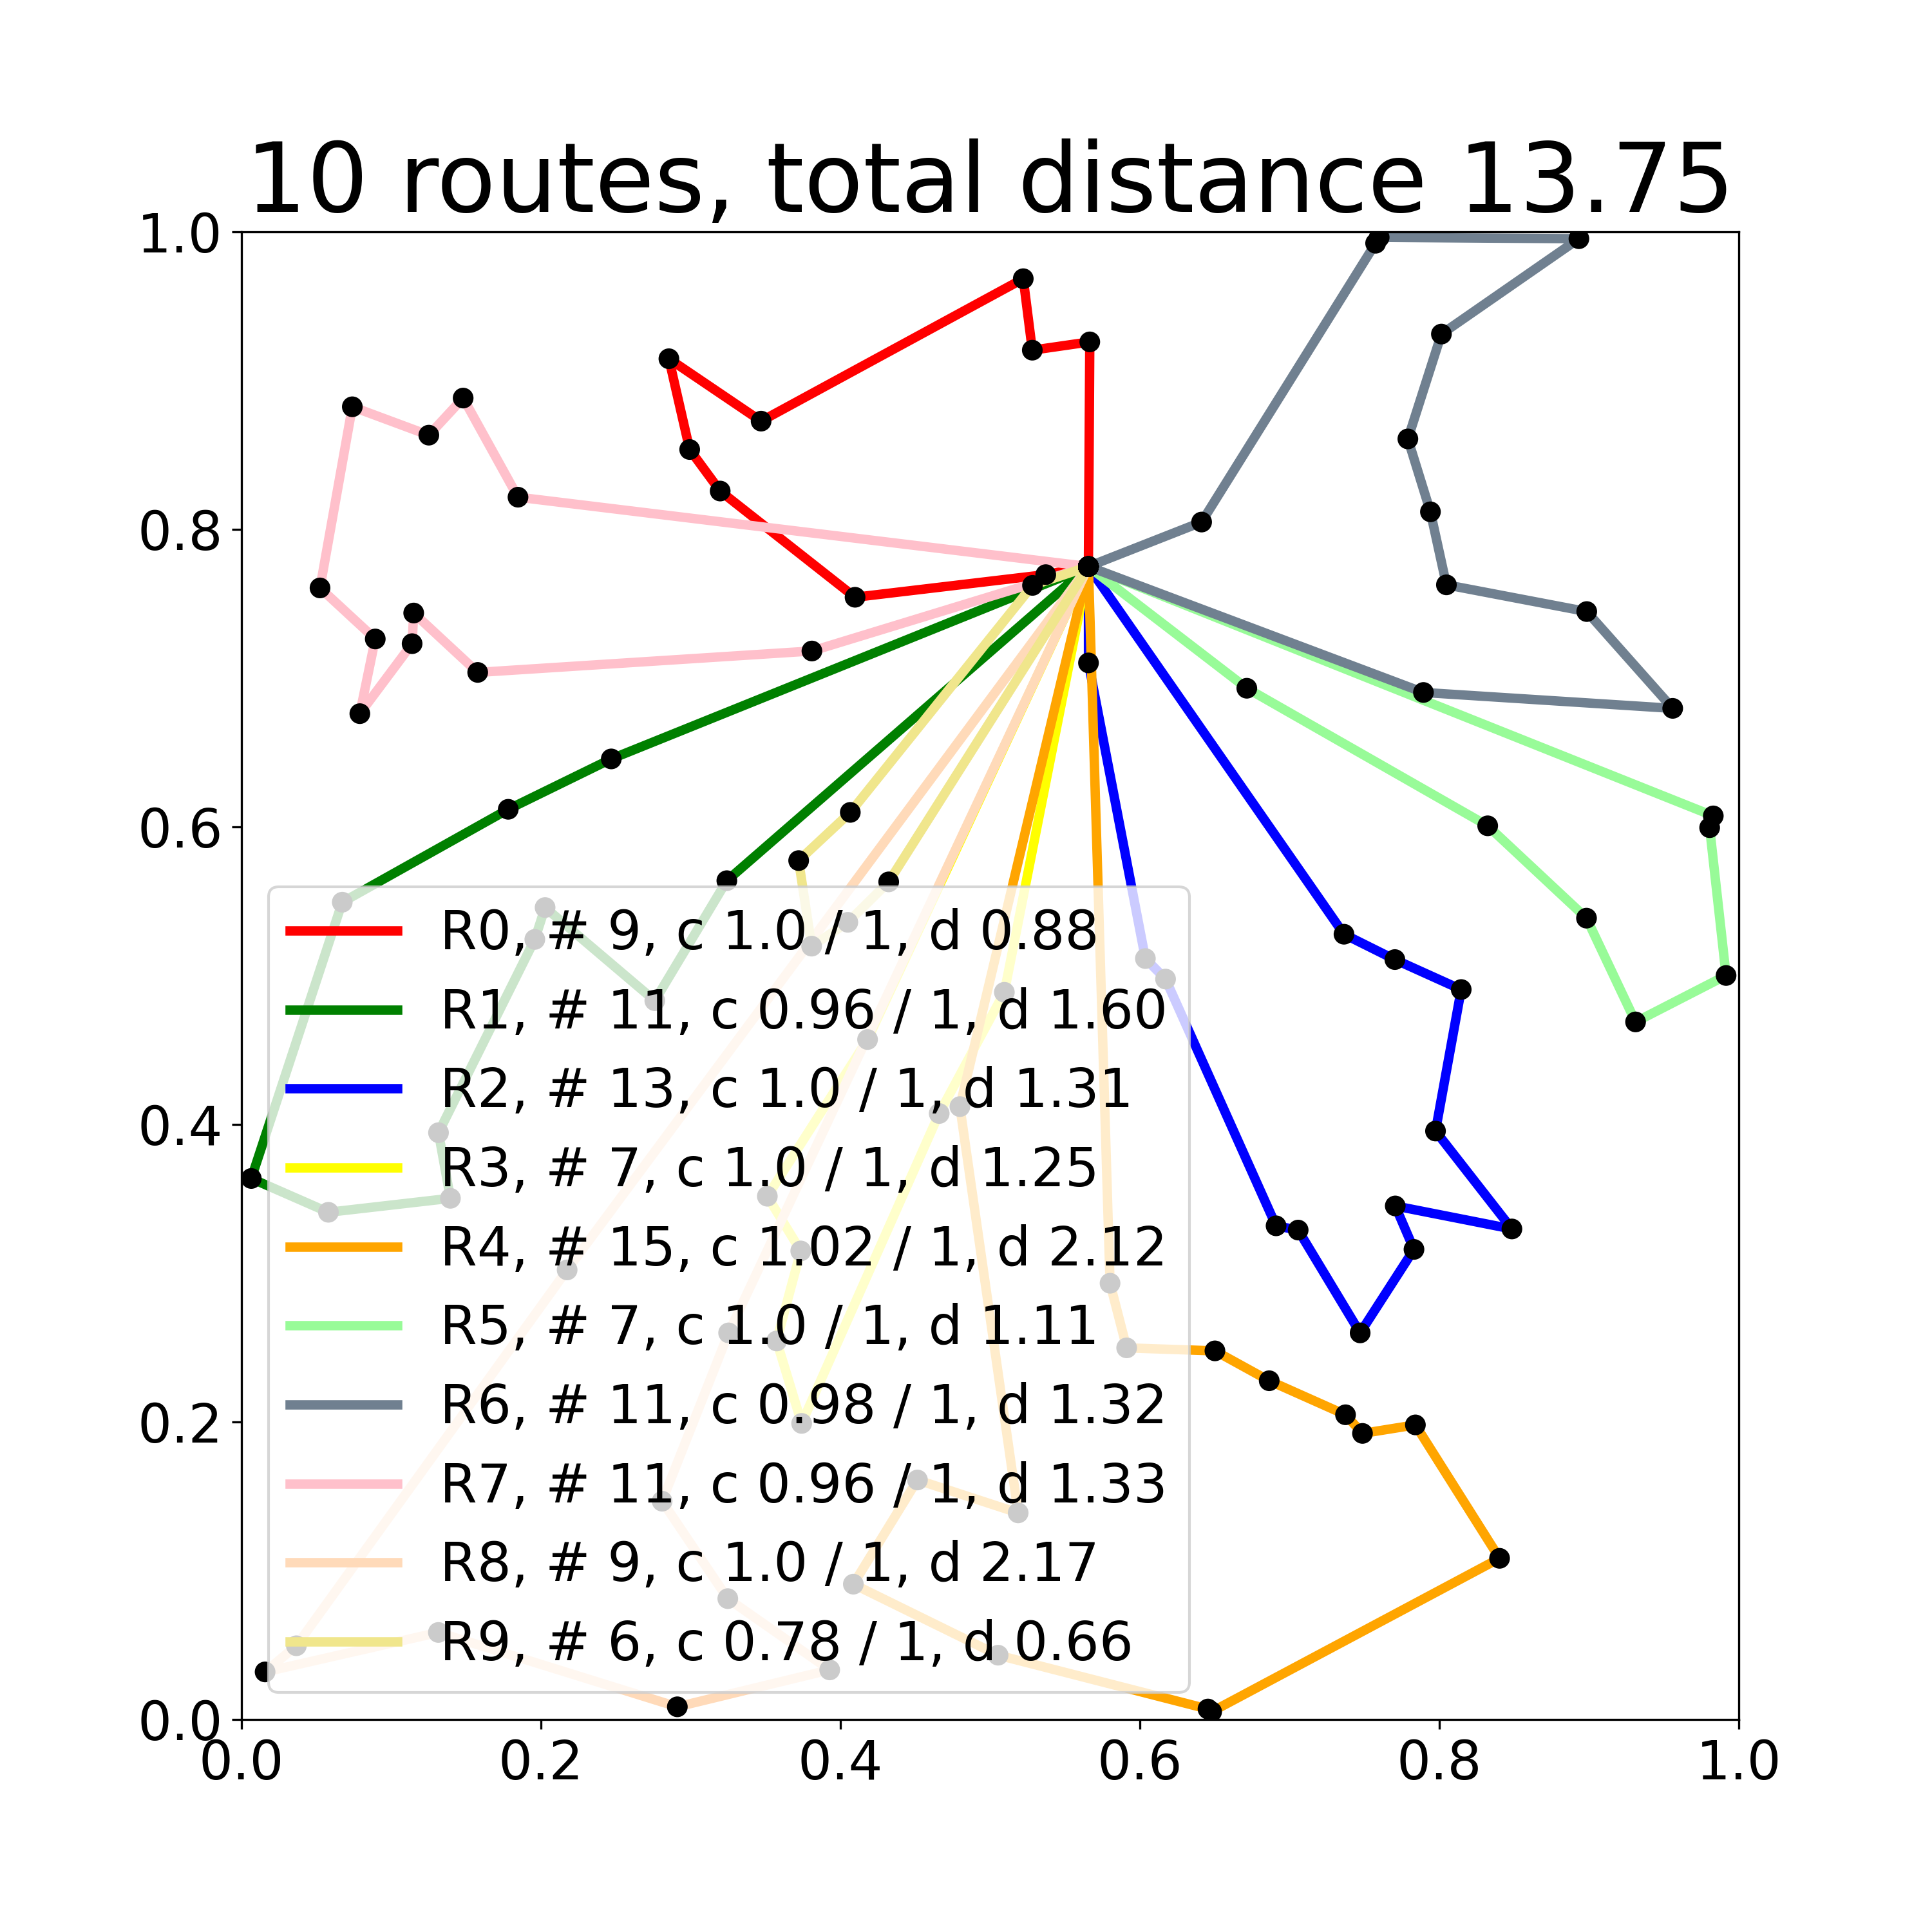 10 routes, total distance 13.75
1.0
0.8
0.6
0.4
0.2
0.0
R0, # 9, c 1.0 / 1, d 0.88
R1, # 11, c 0.96 / 1, d 1.60
R2, # 13, c 1.0 / 1, d 1.31
R3, # 7, c 1.0 / 1, d 1.25
R4, # 15, c 1.02 / 1, d 2.12
R5, # 7, c 1.0 / 1, d 1.11
R6, # 11, c 0.98 / 1, d 1.32
R7, # 11, c 0.96 / 1, d 1.33
R8, # 9, c 1.0 / 1, d 2.17
R9, # 6, c 0.78 / 1, d 0.66
0.0 0.2 0.4 0.6 0.8 1.0